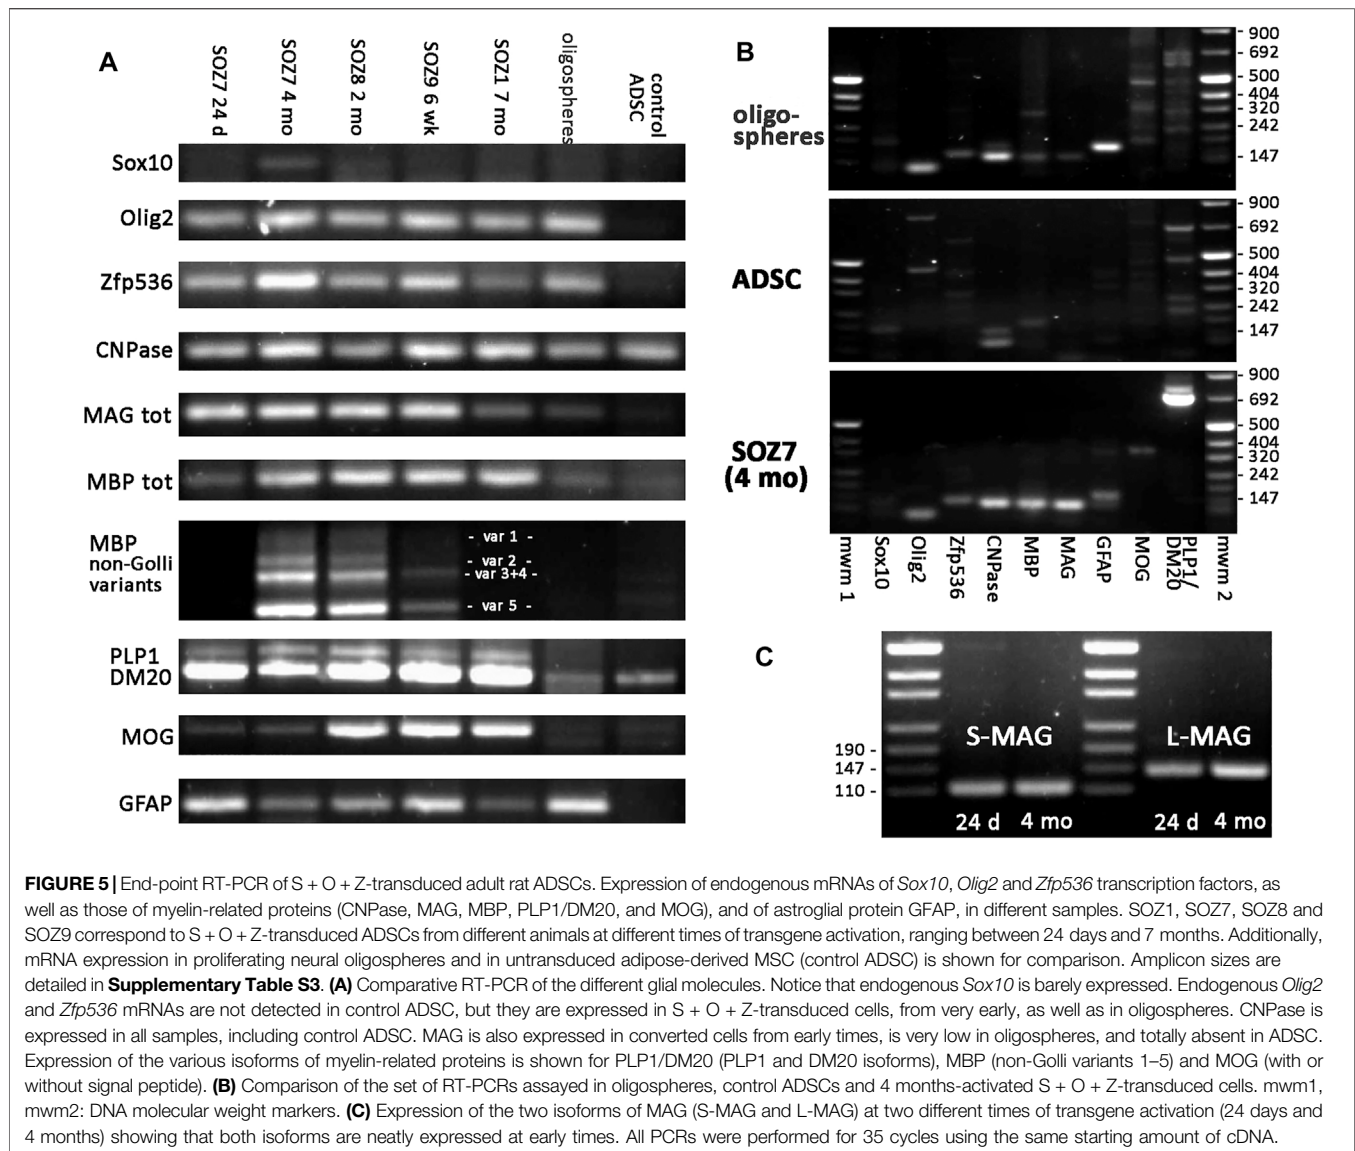 A
SOZ7 24 d
SOZ7 4 mo
SOZ8 2 mo
SOZ9 6 wk
SOZ1 7 mo
oligospheres
control
ADSC
Sox10
Olig2
Zfp536
CNPase
MAG tot
MBP tot
MBP
non-Golli
variants
- var 1 -
- var 2 -
- var 3+4 -
- var 5 -
PLP1
DM20
MOG
GFAP
B
oligo-
spheres
- 900
- 692
- 500
- 404
- 320
- 242
- 147
ADSC
- 900
- 692
- 500
- 404
- 320
- 242
- 147
SOZ7
(4 mo)
- 900
- 692
- 500
- 404
- 320
- 242
- 147
mwm 1
Sox10
Olig2
Zfp536
CNPase
MBP
MAG
GFAP
MOG
PLP1/
DM20
mwm 2
C
S-MAG
L-MAG
190 -
147 -
110 -
24 d 4 mo
24 d 4 mo
FIGURE 5 | End-point RT-PCR of S + O + Z-transduced adult rat ADSCs. Expression of endogenous mRNAs of Sox10, Olig2 and Zfp536 transcription factors, as
well as those of myelin-related proteins (CNPase, MAG, MBP, PLP1/DM20, and MOG), and of astroglial protein GFAP, in different samples. SOZ1, SOZ7, SOZ8 and
SOZ9 correspond to S + O + Z-transduced ADSCs from different animals at different times of transgene activation, ranging between 24 days and 7 months. Additionally,
mRNA expression in proliferating neural oligospheres and in untransduced adipose-derived MSC (control ADSC) is shown for comparison. Amplicon sizes are
detailed in Supplementary Table S3. (A) Comparative RT-PCR of the different glial molecules. Notice that endogenous Sox10 is barely expressed. Endogenous Olig2
and Zfp536 mRNAs are not detected in control ADSC, but they are expressed in S + O + Z-transduced cells, from very early, as well as in oligospheres. CNPase is
expressed in all samples, including control ADSC. MAG is also expressed in converted cells from early times, is very low in oligospheres, and totally absent in ADSC.
Expression of the various isoforms of myelin-related proteins is shown for PLP1/DM20 (PLP1 and DM20 isoforms), MBP (non-Golli variants 1–5) and MOG (with or
without signal peptide). (B) Comparison of the set of RT-PCRs assayed in oligospheres, control ADSCs and 4 months-activated S + O + Z-transduced cells. mwm1,
mwm2: DNA molecular weight markers. (C) Expression of the two isoforms of MAG (S-MAG and L-MAG) at two different times of transgene activation (24 days and
4 months) showing that both isoforms are neatly expressed at early times. All PCRs were performed for 35 cycles using the same starting amount of cDNA.